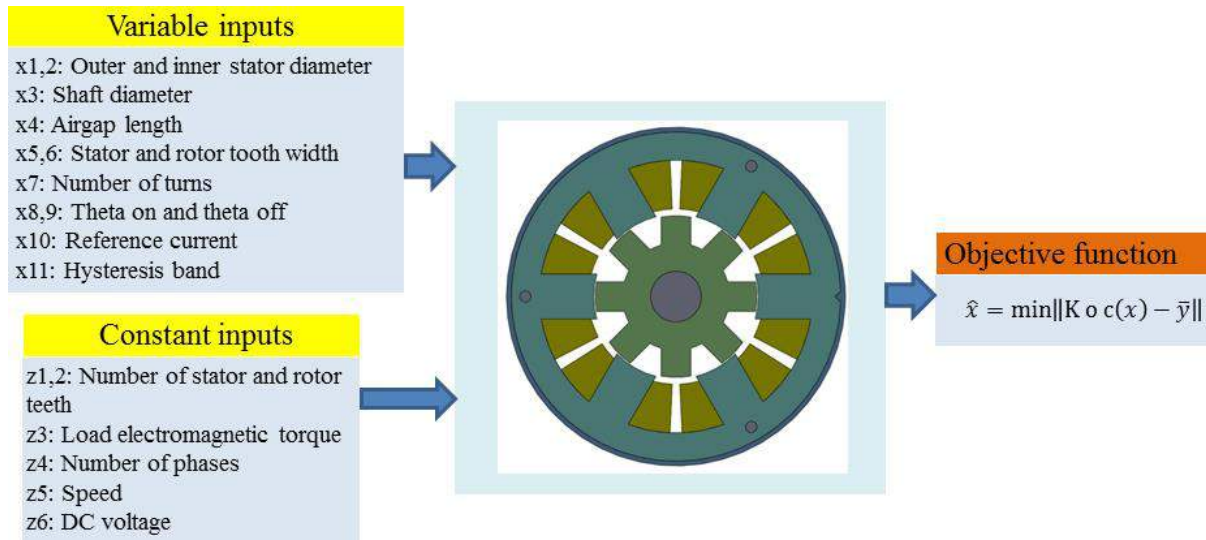 Variable inputs
x1,2: Outer and inner stator diameter
x3: Shaft diameter
x4: Airgap length
x5,6: Stator and rotor tooth width
x7: Number of turns
x8,9: Theta on and theta off
x10: Reference current
x11: Hysteresis band
Constant inputs
z1,2: Number of stator and rotor
teeth
z3: Load electromagnetic torque
z4: Number of phases
z5: Speed
z6: DC voltage
Objective function
x̂ = min‖K o c(x) − ȳ‖